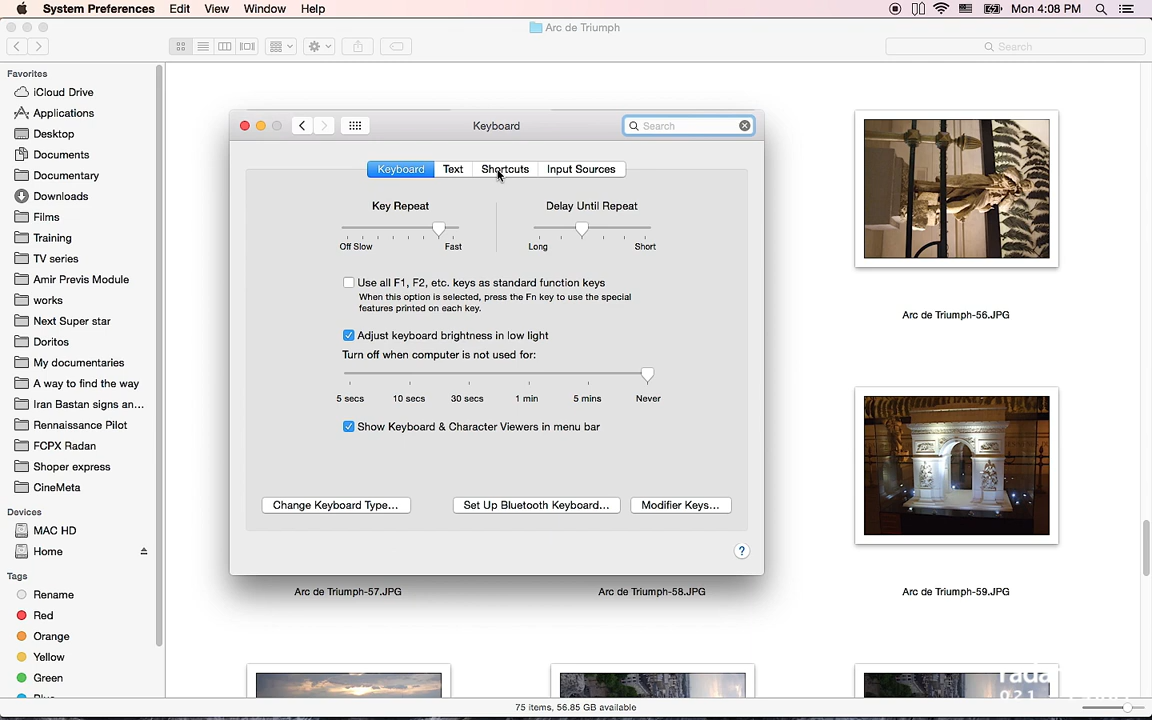 System Preferences Edit View Window Help Mon 4:08 PM
Arc de Triumph
Search
Favorites
iCloud Drive
Applications
Desktop
Documents
Documentary
Downloads
Films
Training
TV series
Amir Previs Module
works
Next Super star
Doritos
My documentaries
A way to find the way
Iran Bastan signs an...
Rennaissance Pilot
FCPX Radan
Shoper express
CineMeta
Devices
MAC HD
Home
Tags
Rename
Red
Orange
Yellow
Green
Keyboard
Search
Keyboard Text Shortcuts Input Sources
Key Repeat Delay Until Repeat
Off Slow Fast Long Short
Use all F1, F2, etc. keys as standard function keys
When this option is selected, press the Fn key to use the special
features printed on each key.
Adjust keyboard brightness in low light
Turn off when computer is not used for:
5 secs 10 secs 30 secs 1 min 5 mins Never
Show Keyboard & Character Viewers in menu bar
Change Keyboard Type... Set Up Bluetooth Keyboard... Modifier Keys...
?
Arc de Triumph-56.JPG
Arc de Triumph-57.JPG Arc de Triumph-58.JPG Arc de Triumph-59.JPG
75 items, 56.85 GB available